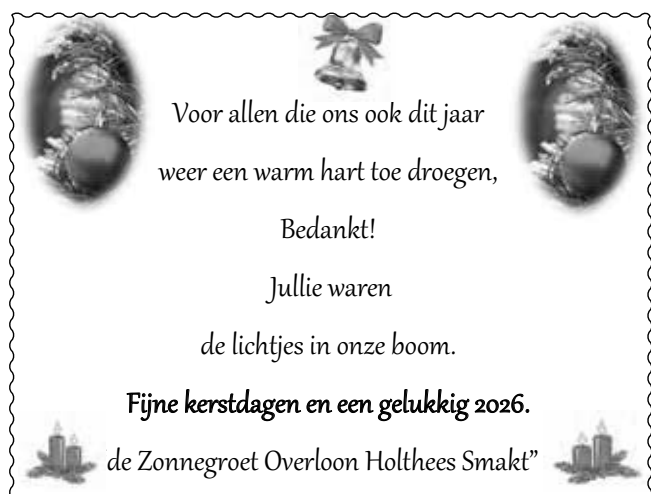 Voor allen die ons ook dit jaar
weer een warm hart toe droegen,
Bedankt!
Jullie waren
de lichtjes in onze boom.
Fijne kerstdagen en een gelukkig 2026.
de Zonnegroet Overloon Holthees Smakt”